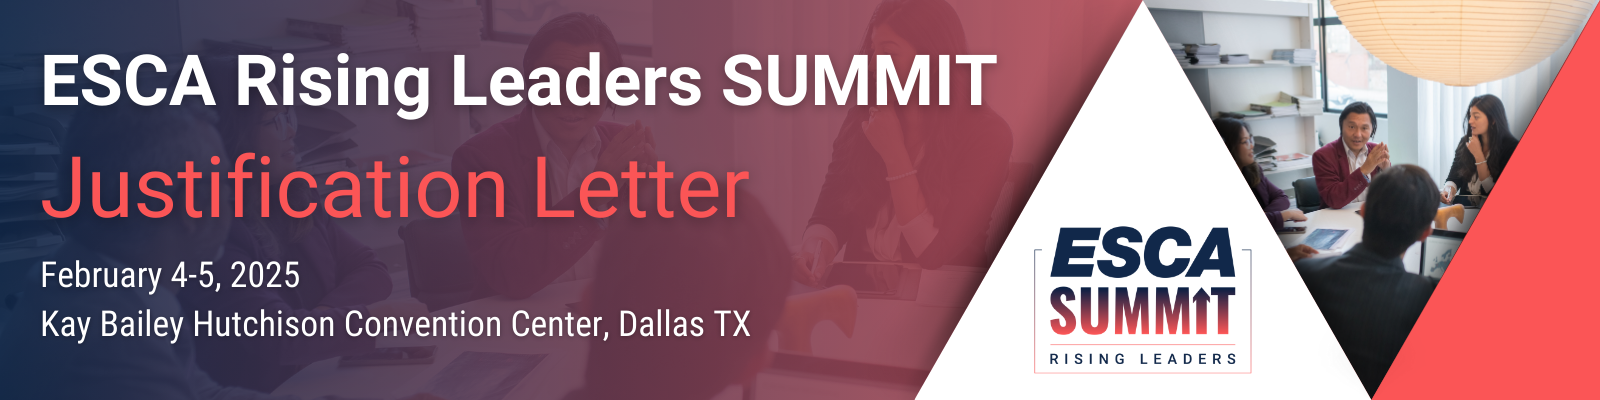 ESCA Rising Leaders SUMMIT
Justification Letter
February 4-5, 2025
Kay Bailey Hutchison Convention Center, Dallas TX
ESCA
SUMMIT
RISING LEADERS